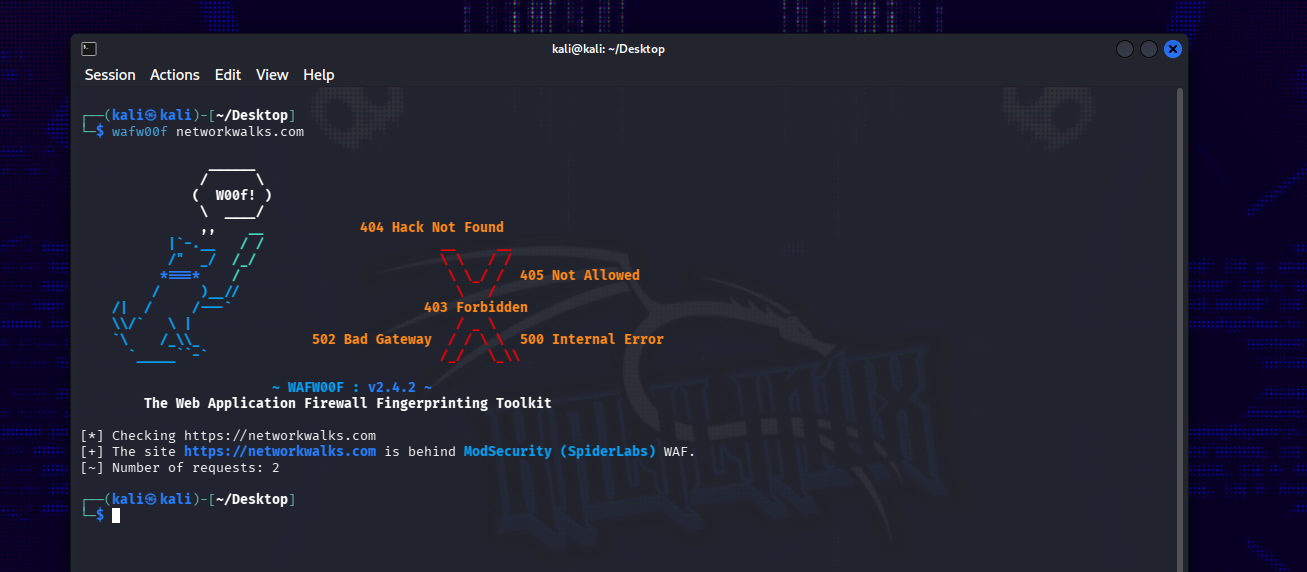 kali@kali: ~/Desktop
Session Actions Edit View Help
┌──(kali㉿kali)-[~/Desktop]
└─$ wafw00f networkwalks.com
W00f!
404 Hack Not Found
405 Not Allowed
403 Forbidden
502 Bad Gateway 500 Internal Error
~ WAFW00F : v2.4.2 ~
The Web Application Firewall Fingerprinting Toolkit
[*] Checking https://networkwalks.com
[+] The site https://networkwalks.com is behind ModSecurity (SpiderLabs) WAF.
[~] Number of requests: 2
┌──(kali㉿kali)-[~/Desktop]
└─$